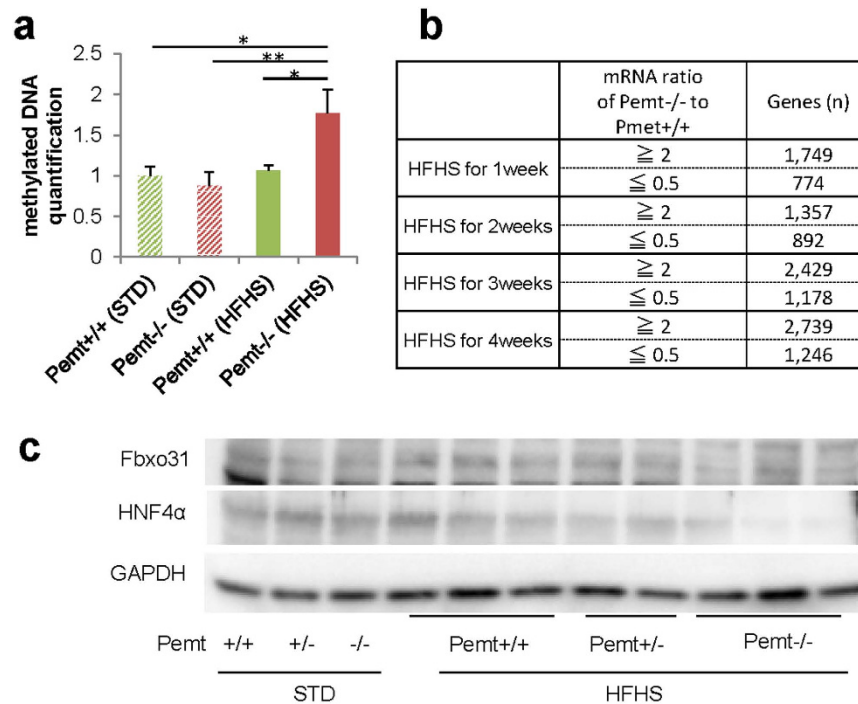 a
*
**
*
methylated DNA
quantification
2.5
2
1.5
1
0.5
0
Pemt+/+ (STD)
Pemt-/- (STD)
Pemt+/+ (HFHS)
Pemt-/- (HFHS)
b
mRNA ratio
of Pemt-/- to
Pmet+/+
Genes (n)
HFHS for 1week
≧ 2
1,749
≦ 0.5
774
HFHS for 2weeks
≧ 2
1,357
≦ 0.5
892
HFHS for 3weeks
≧ 2
2,429
≦ 0.5
1,178
HFHS for 4weeks
≧ 2
2,739
≦ 0.5
1,246
c
Fbxo31
HNF4α
GAPDH
Pemt +/+ +/- -/- Pemt+/+ Pemt+/- Pemt-/-
STD HFHS